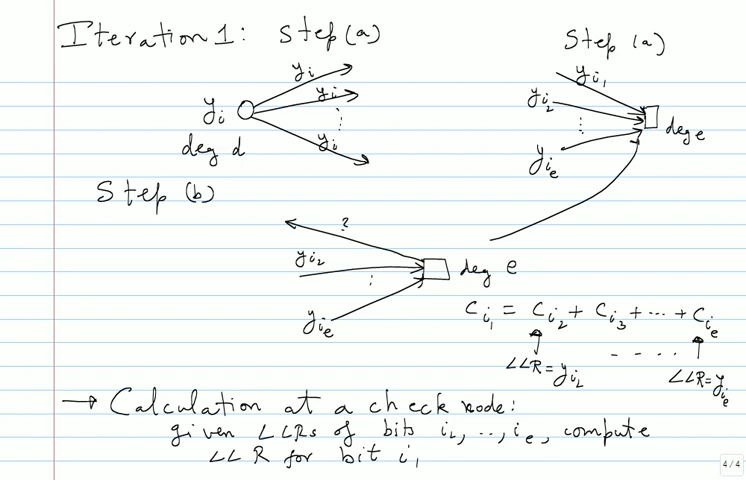 Iteration 1: Step (a)
Step (a)
yi
yi
yi
yi
deg d
yi1
yi2
yie
deg e
Step (b)
?
yi2
yie
deg e
Ci1 = Ci2 + Ci3 + ... + Cie
LLR = yi2
- - - -
LLR = yie
→ Calculation at a check node:
given LLRs of bits i2, .., ie, compute
LLR for bit i1
4 / 4